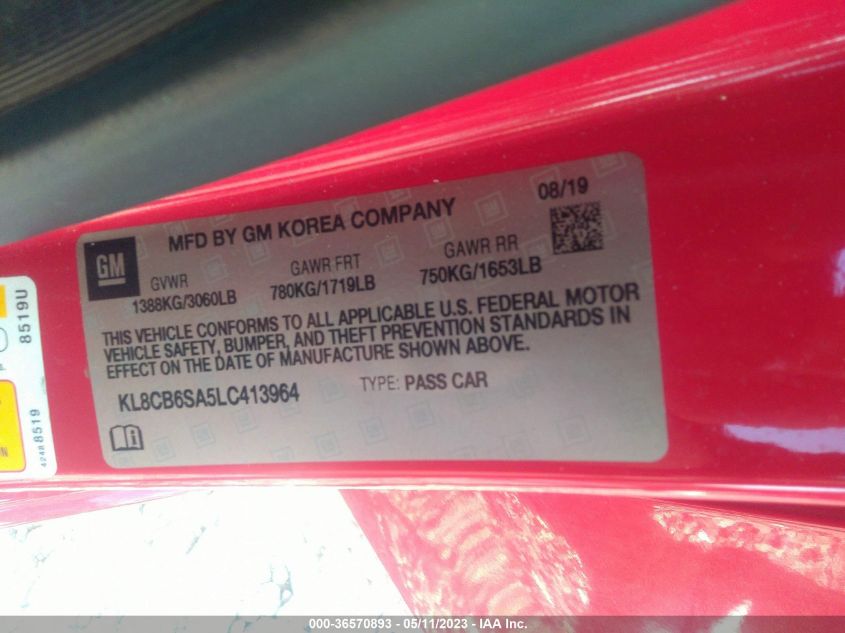 08/19
MFD BY GM KOREA COMPANY
GM
GVWR GAWR FRT GAWR RR
1388KG/3060LB 780KG/1719LB 750KG/1653LB
THIS VEHICLE CONFORMS TO ALL APPLICABLE U.S. FEDERAL MOTOR
VEHICLE SAFETY, BUMPER, AND THEFT PREVENTION STANDARDS IN
EFFECT ON THE DATE OF MANUFACTURE SHOWN ABOVE.
KL8CB6SA5LC413964 TYPE: PASS CAR
8519U
42488519
000-36570893 - 05/11/2023 - IAA Inc.